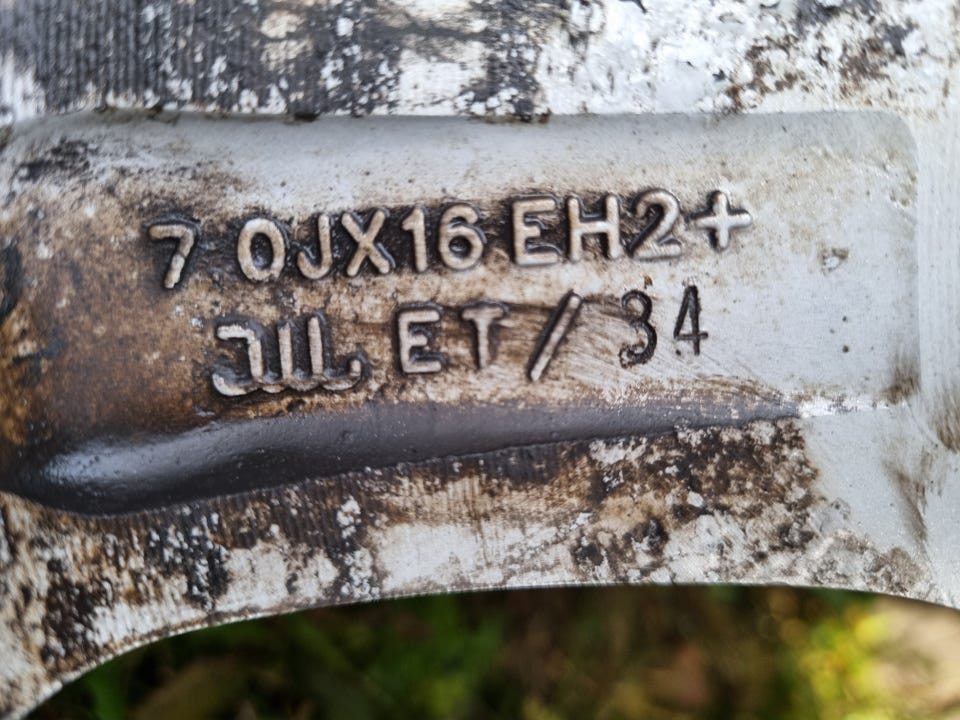 7 0JX16 EH2+
JWL ET/34